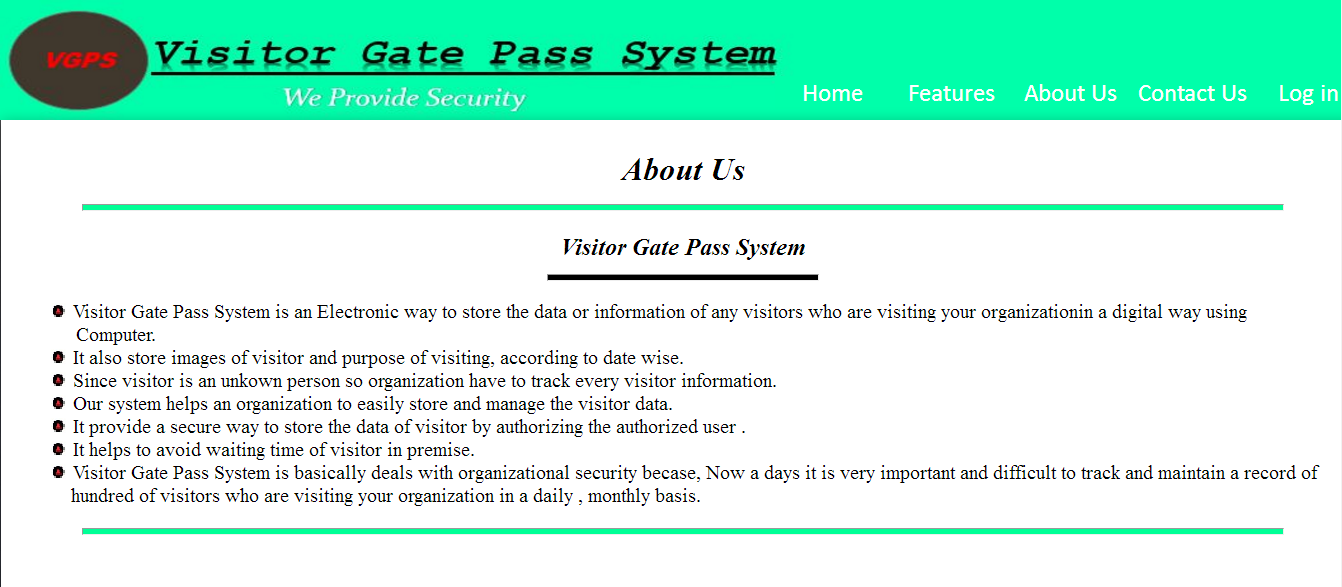 VGPS
Visitor Gate Pass System
We Provide Security
Home Features About Us Contact Us Log in
About Us
Visitor Gate Pass System
Visitor Gate Pass System is an Electronic way to store the data or information of any visitors who are visiting your organizationin a digital way using
Computer.
It also store images of visitor and purpose of visiting, according to date wise.
Since visitor is an unkown person so organization have to track every visitor information.
Our system helps an organization to easily store and manage the visitor data.
It provide a secure way to store the data of visitor by authorizing the authorized user .
It helps to avoid waiting time of visitor in premise.
Visitor Gate Pass System is basically deals with organizational security becase, Now a days it is very important and difficult to track and maintain a record of
hundred of visitors who are visiting your organization in a daily , monthly basis.